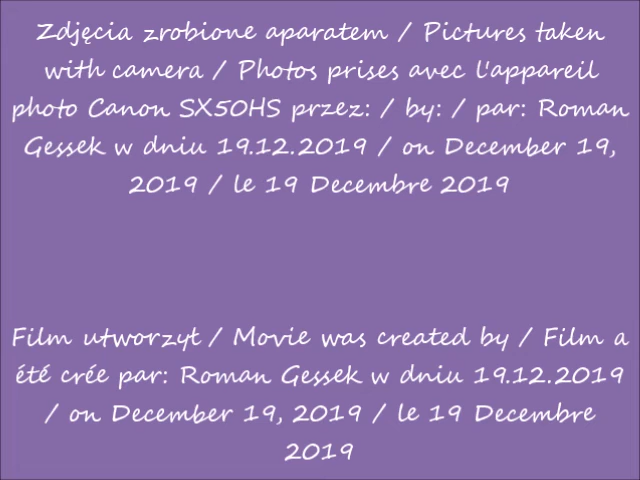 Zdjęcia zrobione aparatem / Pictures taken
with camera / Photos prises avec l'appareil
photo Canon SX50HS przez: / by: / par: Roman
Gessek w dniu 19.12.2019 / on December 19,
2019 / le 19 Decembre 2019
Film utworzył / Movie was created by / Film a
été crée par: Roman Gessek w dniu 19.12.2019
/ on December 19, 2019 / le 19 Decembre
2019